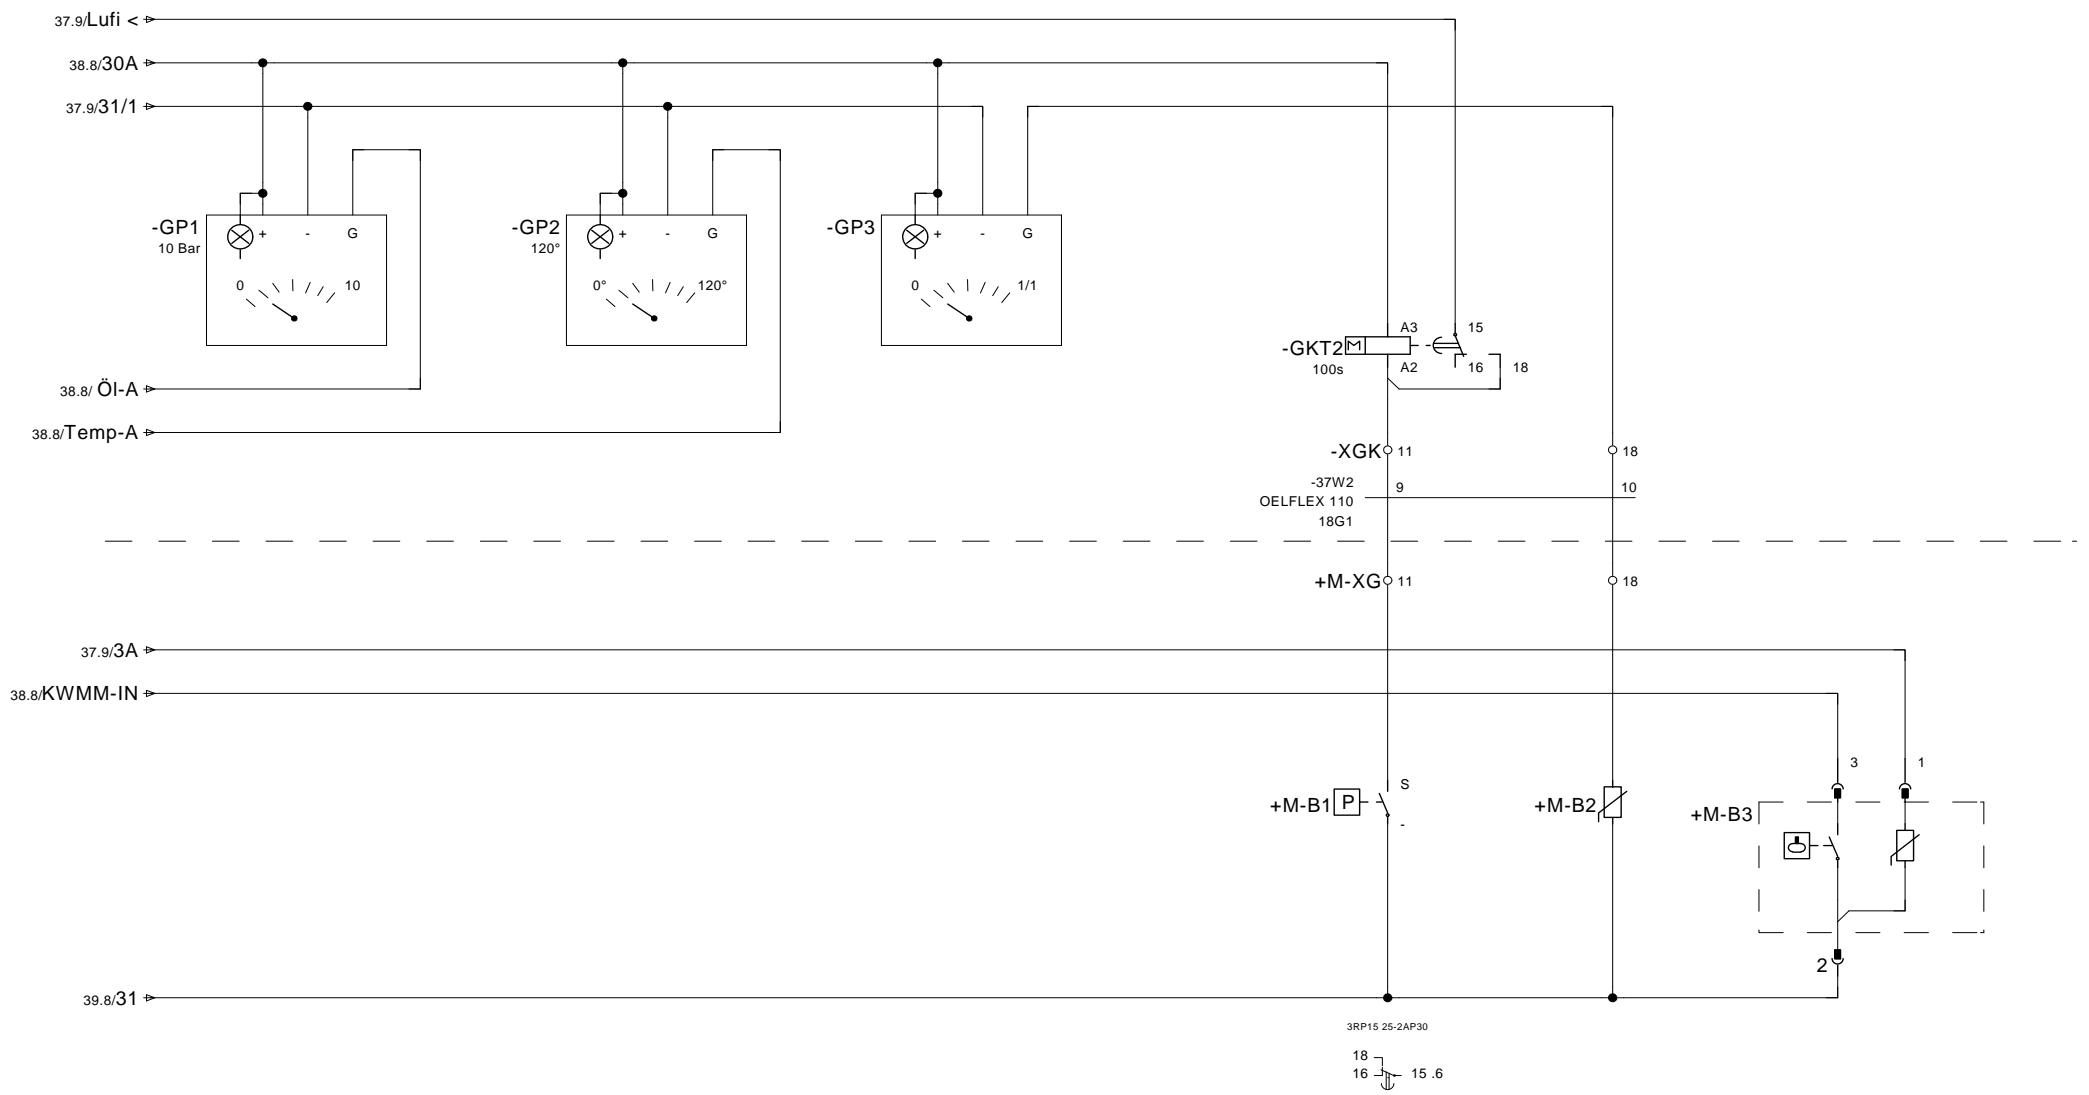 37.9/Lufi <
38.8/30A
37.9/31/1
-GP1
10 Bar
+ - G
0 10
-GP2
120°
+ - G
0° 120°
-GP3
+ - G
0 1/1
-GKT2
100s
A3
A2
15
16
18
38.8/ Öl-A
38.8/Temp-A
-XGK 11 18
-37W2
OELFLEX 110
18G1
9 10
+M-XG 11 18
37.9/3A
38.8/KWMM-IN
+M-B1 P
S
-
+M-B2
+M-B3
3 1
2
39.8/31
3RP15 25-2AP30
18
16 15 .6